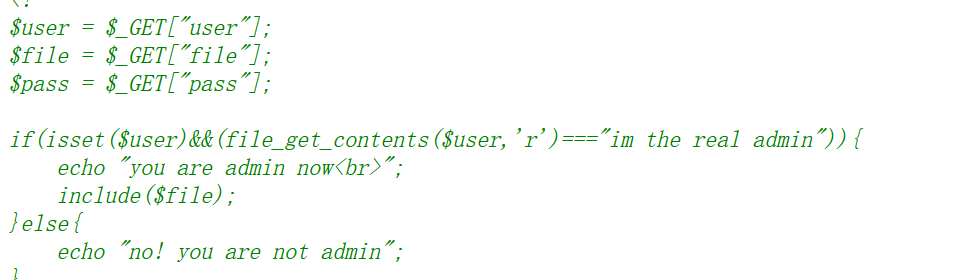 <!
$user = $_GET["user"];
$file = $_GET["file"];
$pass = $_GET["pass"];
if(isset($user)&&(file_get_contents($user,'r')==="im the real admin")){
echo "you are admin now<br>";
include($file);
}else{
echo "no! you are not admin";
}